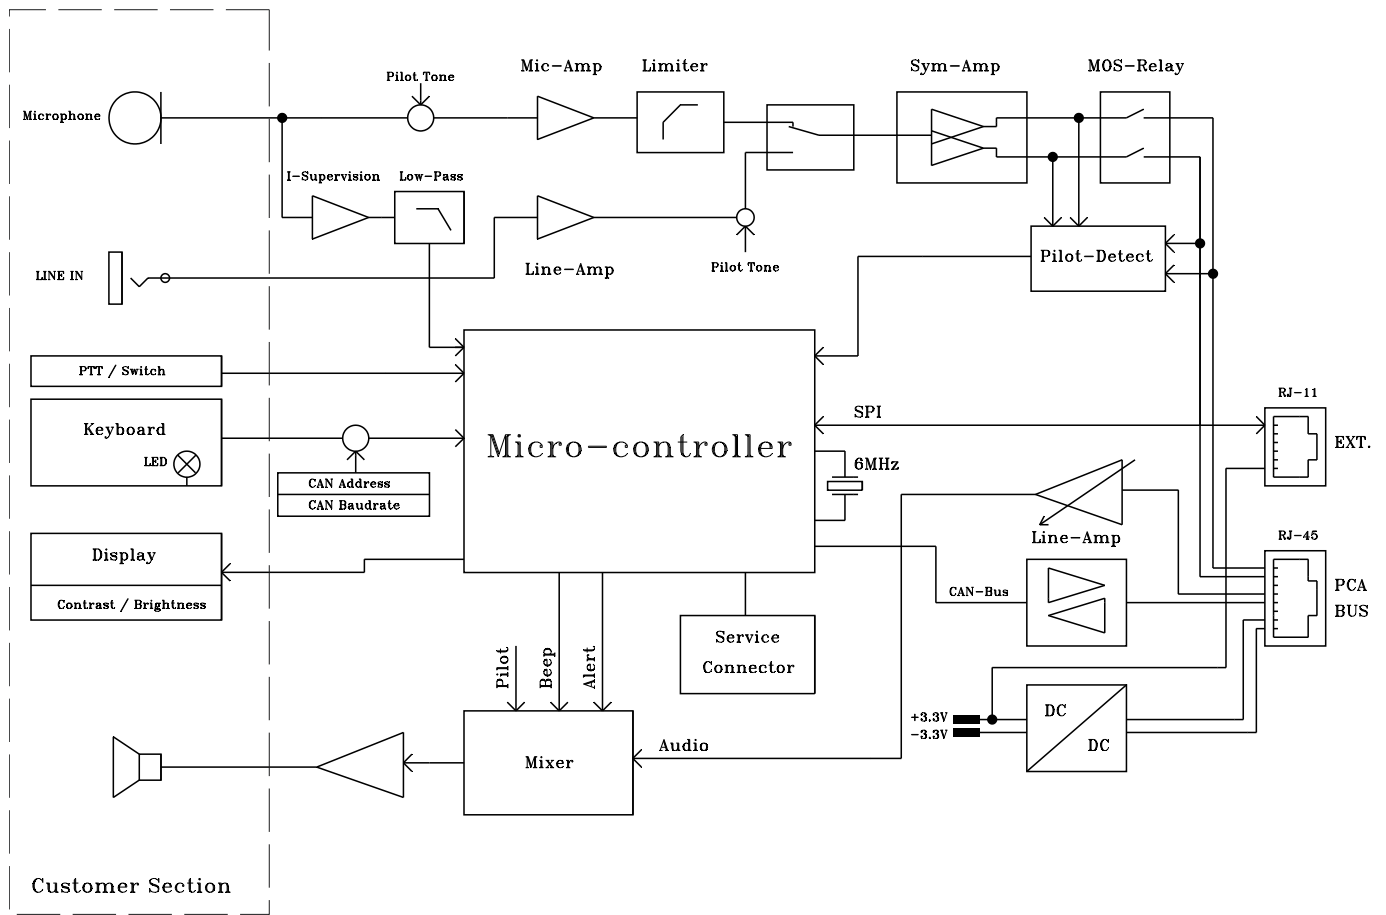 Mic-Amp
Limiter
Sym-Amp
MOS-Relay
Pilot Tone
Microphone
I-Supervision
Low-Pass
LINE IN
Line-Amp
Pilot Tone
Pilot-Detect
PTT / Switch
Keyboard
LED
CAN Address
CAN Baudrate
Micro-controller
SPI
6MHz
RJ-11
EXT.
Line-Amp
RJ-45
PCA
BUS
CAN-Bus
Display
Contrast / Brightness
Service
Connector
Pilot
Beep
Alert
+3.3V
-3.3V
DC
DC
Audio
Mixer
Customer Section